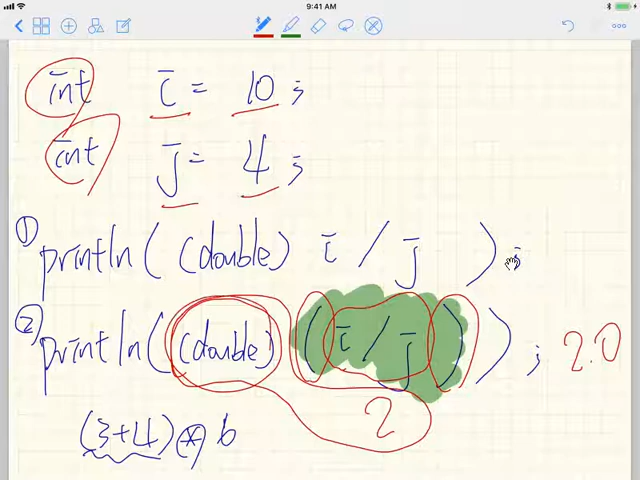 9:41 AM
int i = 10;
int j = 4;
① println( (double) i / j );
② println( (double) ( i / j ) ); 2.0
2
(3+4) * 6